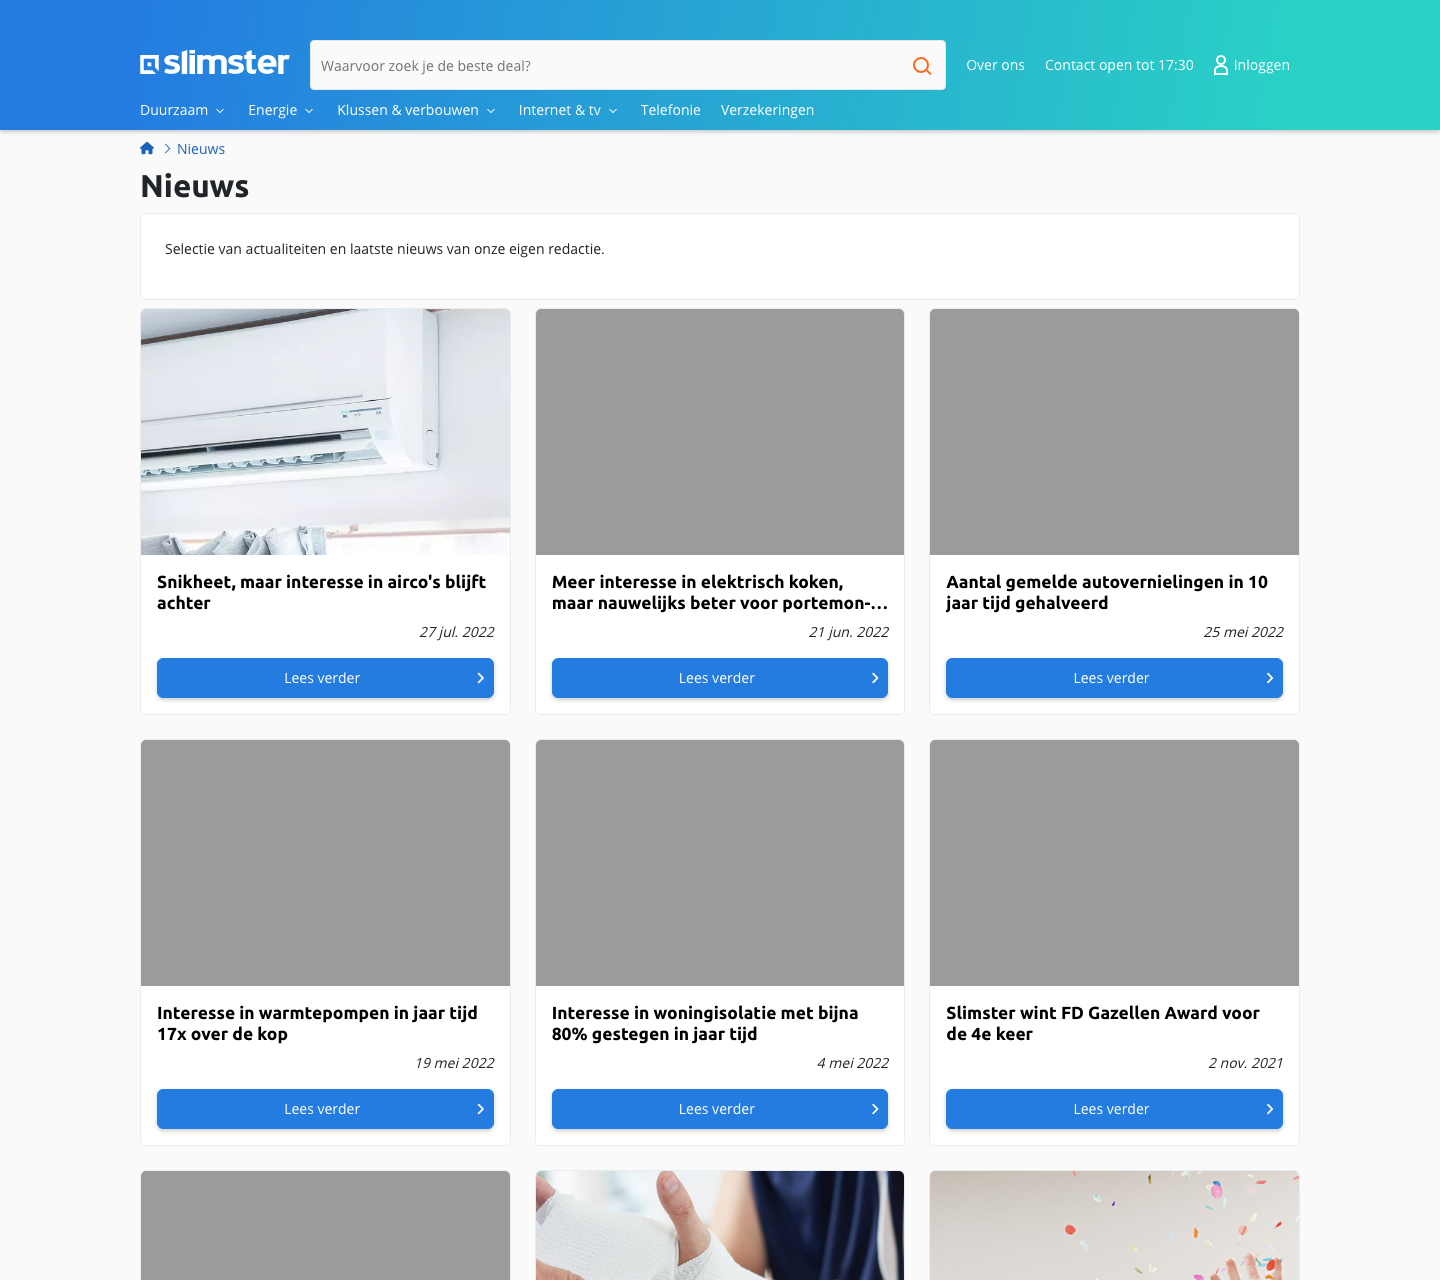 slimster
Waarvoor zoek je de beste deal?
Over ons
Contact open tot 17:30
Inloggen
Duurzaam
Energie
Klussen & verbouwen
Internet & tv
Telefonie
Verzekeringen
Nieuws
Nieuws
Selectie van actualiteiten en laatste nieuws van onze eigen redactie.
Snikheet, maar interesse in airco's blijft
achter
27 jul. 2022
Lees verder
Meer interesse in elektrisch koken,
maar nauwelijks beter voor portemon-...
21 jun. 2022
Lees verder
Aantal gemelde autovernielingen in 10
jaar tijd gehalveerd
25 mei 2022
Lees verder
Interesse in warmtepompen in jaar tijd
17x over de kop
19 mei 2022
Lees verder
Interesse in woningisolatie met bijna
80% gestegen in jaar tijd
4 mei 2022
Lees verder
Slimster wint FD Gazellen Award voor
de 4e keer
2 nov. 2021
Lees verder